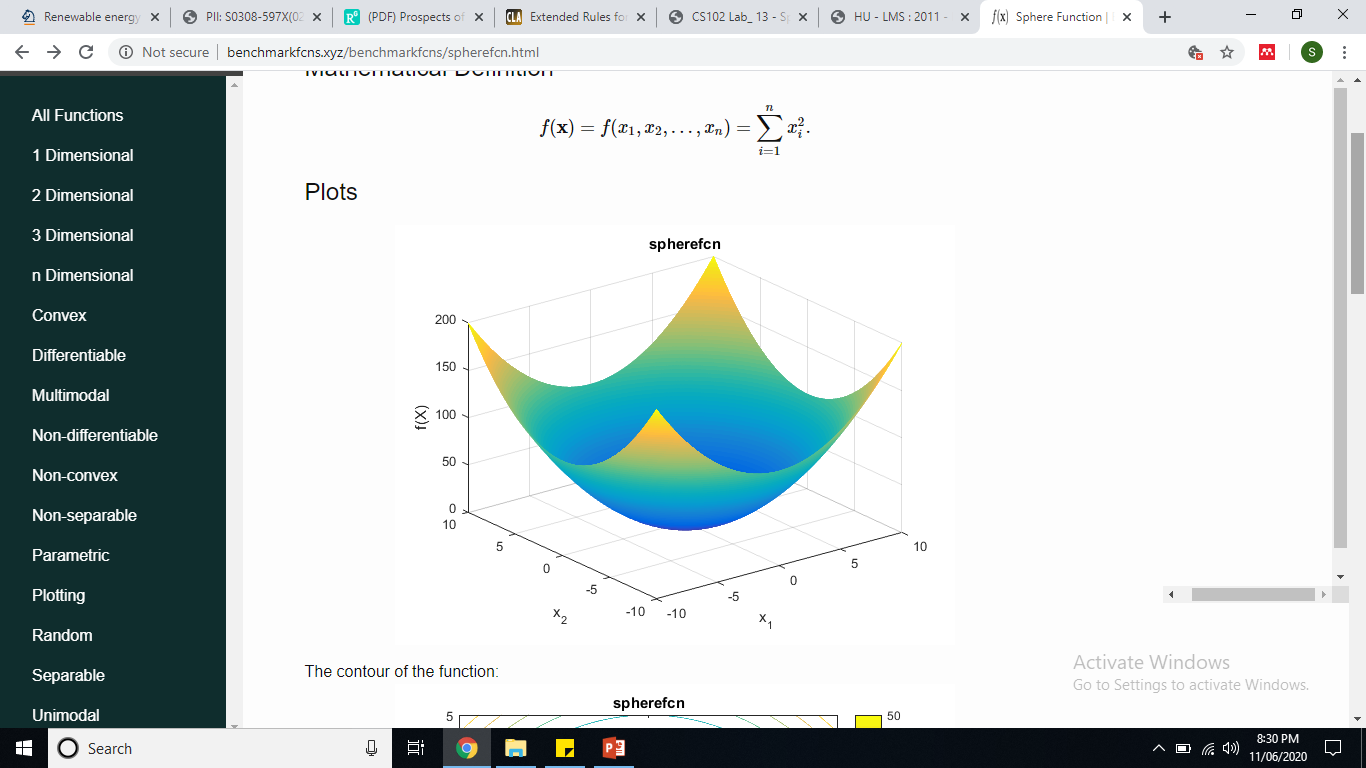 Renewable energy
PII: S0308-597X(02
(PDF) Prospects of
Extended Rules for
CS102 Lab_ 13 - Sp
HU - LMS : 2011 -
f(x) Sphere Function |
Not secure | benchmarkfcns.xyz/benchmarkfcns/spherefcn.html
S
All Functions
1 Dimensional
2 Dimensional
3 Dimensional
n Dimensional
Convex
Differentiable
Multimodal
Non-differentiable
Non-convex
Non-separable
Parametric
Plotting
Random
Separable
Unimodal
Mathematical Definition
f(x) = f(x₁, x₂, . . . , xₙ) = ∑ⁿᵢ₌₁ xᵢ².
Plots
spherefcn
200
150
100
50
0
f(X)
10
5
0
-5
-10
x₂
-10
-5
0
5
10
x₁
The contour of the function:
spherefcn
5
50
Activate Windows
Go to Settings to activate Windows.
Search
8:30 PM
11/06/2020